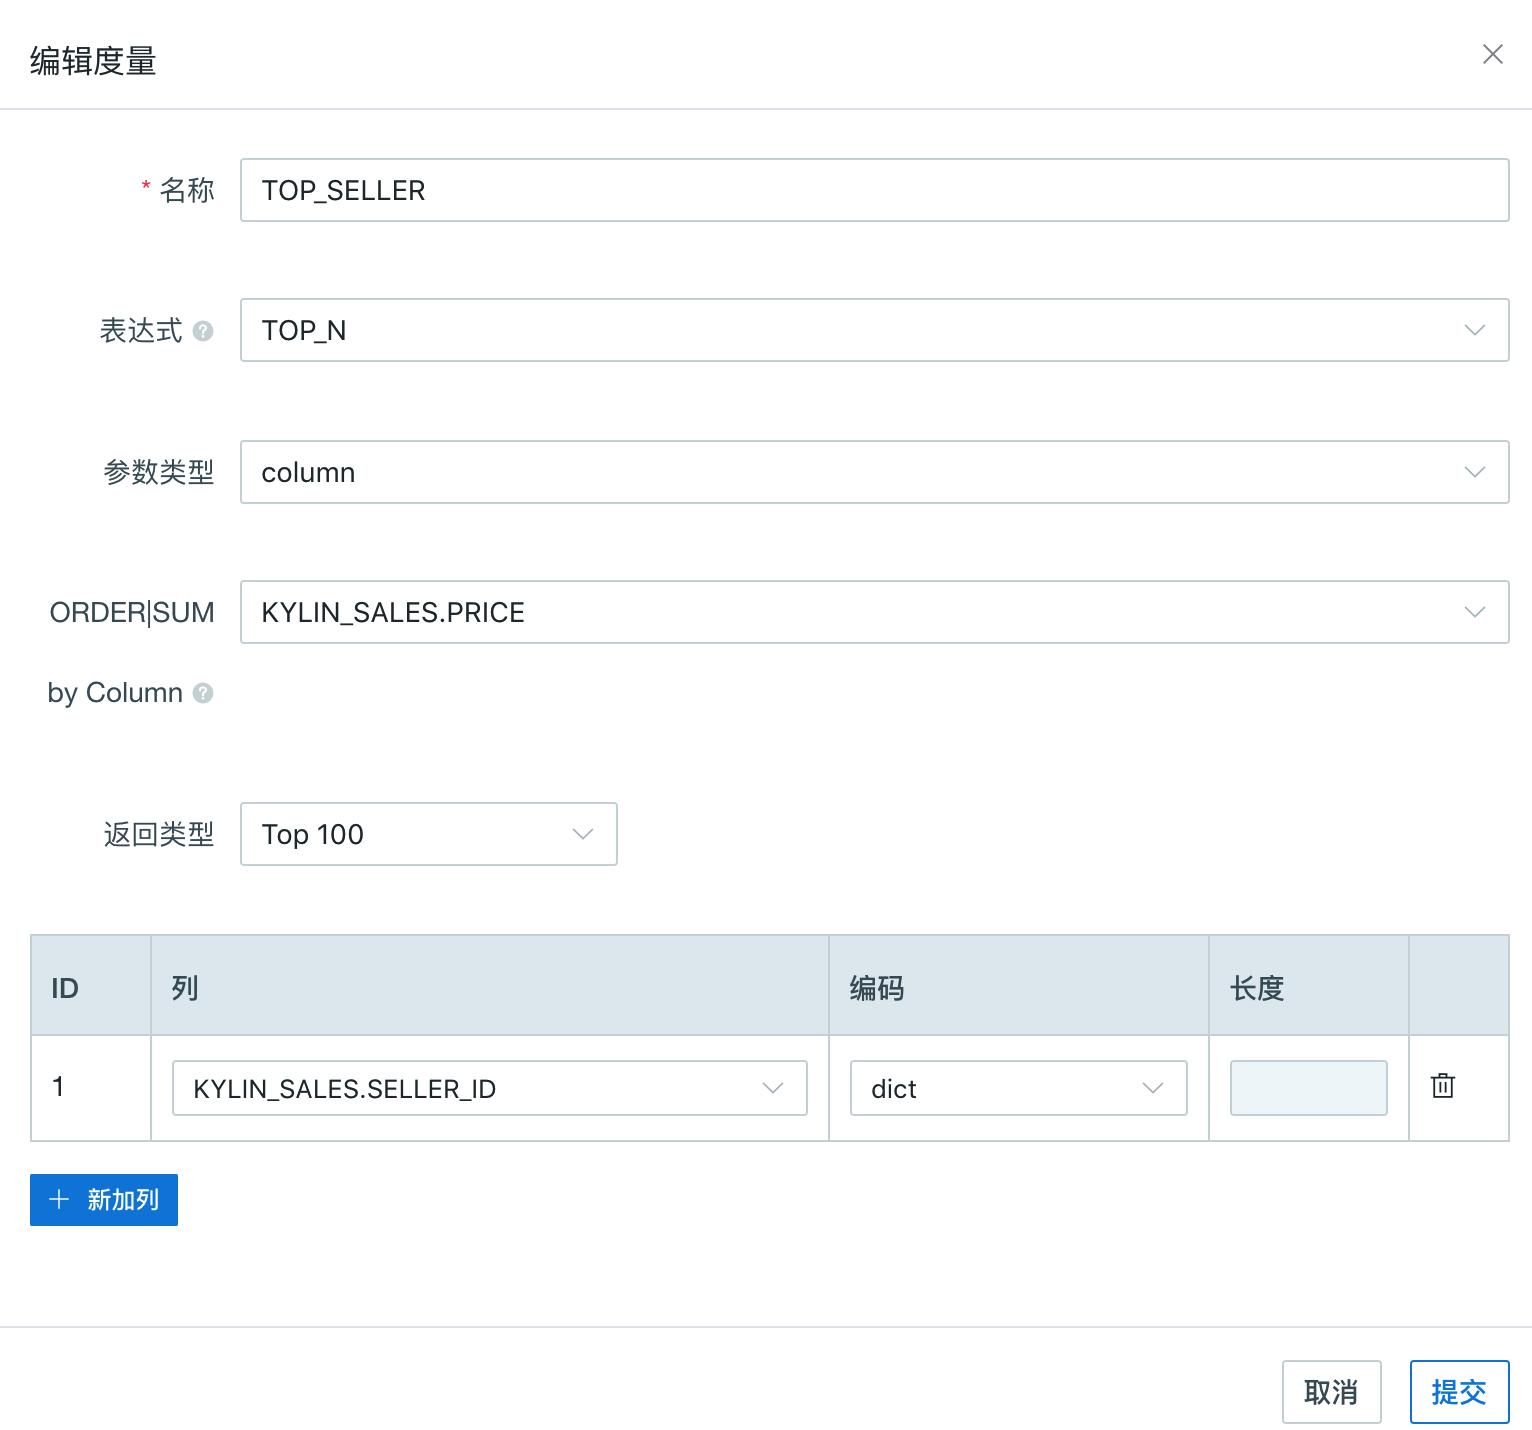 编辑度量
* 名称 TOP_SELLER
表达式 ? TOP_N
参数类型 column
ORDER|SUM KYLIN_SALES.PRICE
by Column ?
返回类型 Top 100
ID 列 编码 长度
1 KYLIN_SALES.SELLER_ID dict
新加列
取消 提交